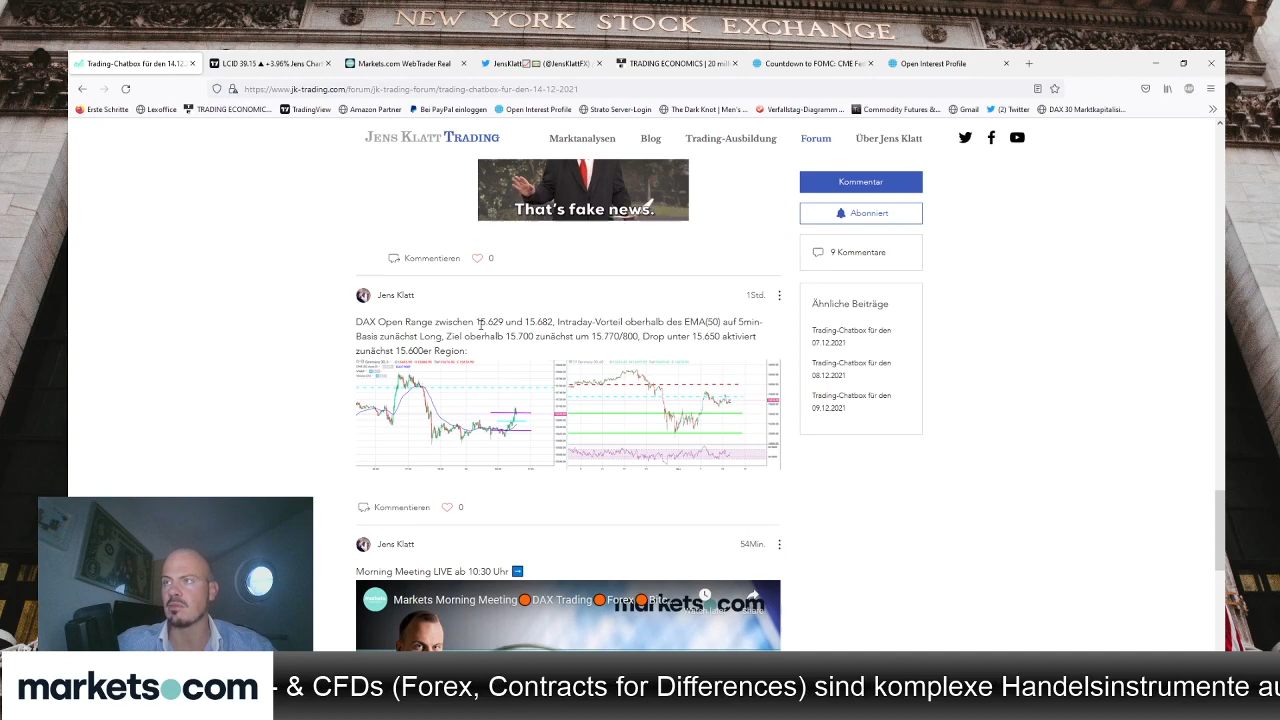 NEW YORK STOCK EXCHANGE
Trading-Chatbox für den 14.12.
LCID 39.15 ▲ +3.96% Jens Char
Markets.com WebTrader Real
(@JensKlattFX)
TRADING ECONOMICS | 20 mill
Countdown to FOMC: CME Fed
Open Interest Profile
https://www.jk-trading.com/forum/jk-trading-forum/trading-chatbox-fur-den-14-12-2021
Erste Schritte
Lexoffice
TRADING ECONOMIC...
TradingView
Amazon Partner
Bei PayPal einloggen
Open Interest Profile
Strato Server-Login
The Dark Knot | Men's ...
Verfallstag-Diagramm ...
Commodity Futures &...
Gmail
(2) Twitter
DAX 30 Marktkapitalisi...
JENS KLATT TRADING
Marktanalysen
Blog
Trading-Ausbildung
Forum
Über Jens Klatt
That's fake news.
Kommentar
Abonniert
9 Kommentare
Kommentieren 0
Jens Klatt
1Std.
DAX Open Range zwischen 15.629 und 15.682, Intraday-Vorteil oberhalb des EMA(50) auf 5min-
Basis zunächst Long, Ziel oberhalb 15.700 zunächst um 15.770/800, Drop unter 15.650 aktiviert
zunächst 15.600er Region:
Ähnliche Beiträge
Trading-Chatbox für den
07.12.2021
Trading-Chatbox für den
08.12.2021
Trading-Chatbox für den
09.12.2021
Kommentieren 0
Jens Klatt
54Min.
Morning Meeting LIVE ab 10:30 Uhr
Markets Morning Meeting DAX Trading Forex Bitc
markets.com
Watch later
Share
markets.com
- & CFDs (Forex, Contracts for Differences) sind komplexe Handelsinstrumente au